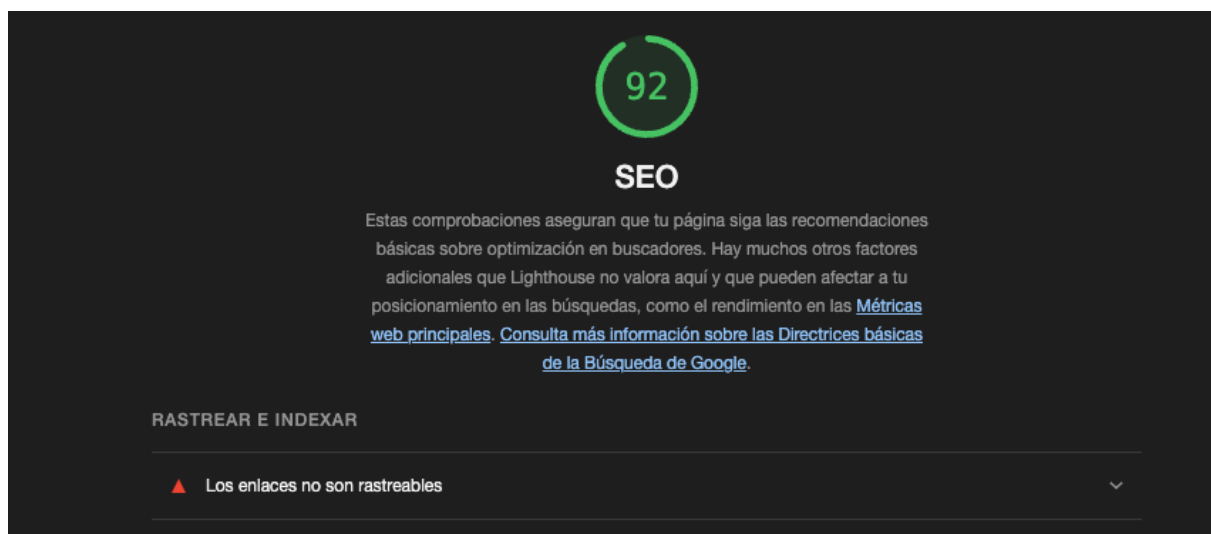 92
SEO
Estas comprobaciones aseguran que tu página siga las recomendaciones
básicas sobre optimización en buscadores. Hay muchos otros factores
adicionales que Lighthouse no valora aquí y que pueden afectar a tu
posicionamiento en las búsquedas, como el rendimiento en las Métricas
web principales. Consulta más información sobre las Directrices básicas
de la Búsqueda de Google.
RASTREAR E INDEXAR
Los enlaces no son rastreables